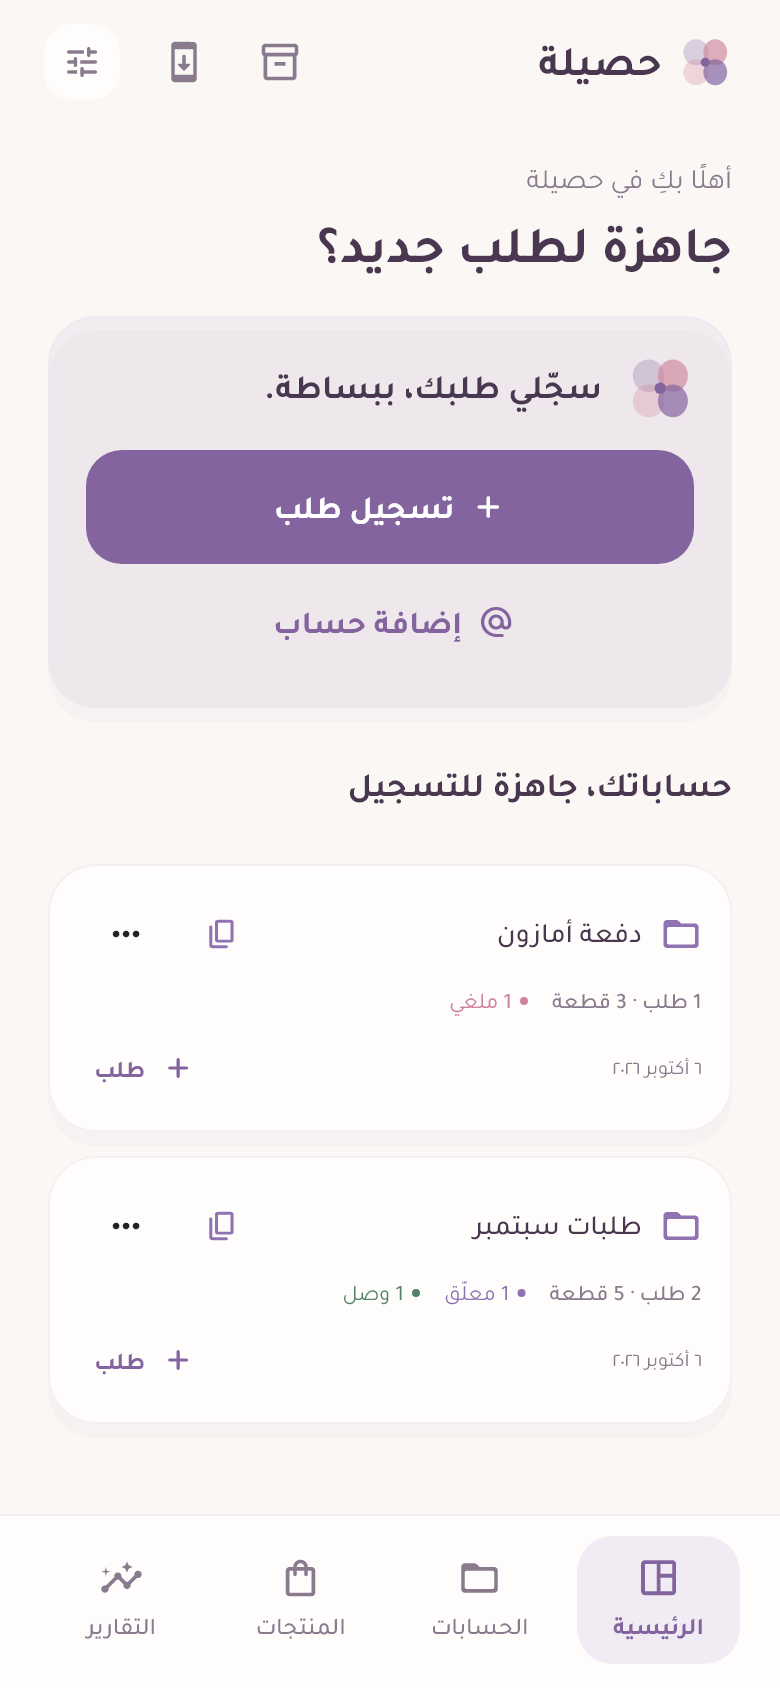 حصيلة
أهلًا بكِ في حصيلة
جاهزة لطلب جديد؟
سجّلي طلبك، ببساطة.
+ تسجيل طلب
إضافة حساب
حساباتك، جاهزة للتسجيل
دفعة أمازون
1 طلب · 3 قطعة • 1 ملغي
٦ أكتوبر ٢٠٢٦
+ طلب
طلبات سبتمبر
2 طلب · 5 قطعة • 1 معلّق • 1 وصل
٦ أكتوبر ٢٠٢٦
+ طلب
الرئيسية
الحسابات
المنتجات
التقارير